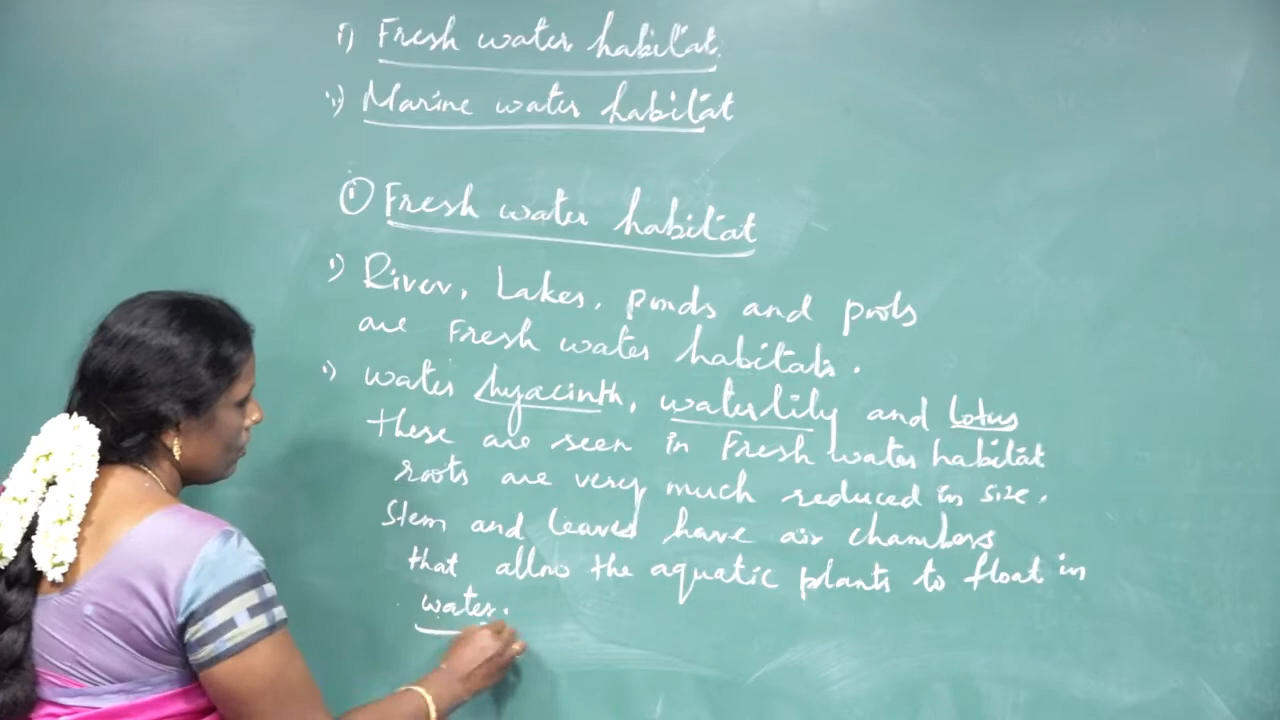 i) Fresh water habitat.
ii) Marine water habitat
① Fresh water habitat
i) River, Lakes, ponds and pools
are Fresh water habitats.
ii) water hyacinth, waterlily and Lotus
these are seen in Fresh water habitat
roots are very much reduced in size.
Stem and leaves have air chambers
that allow the aquatic plants to float in
water.